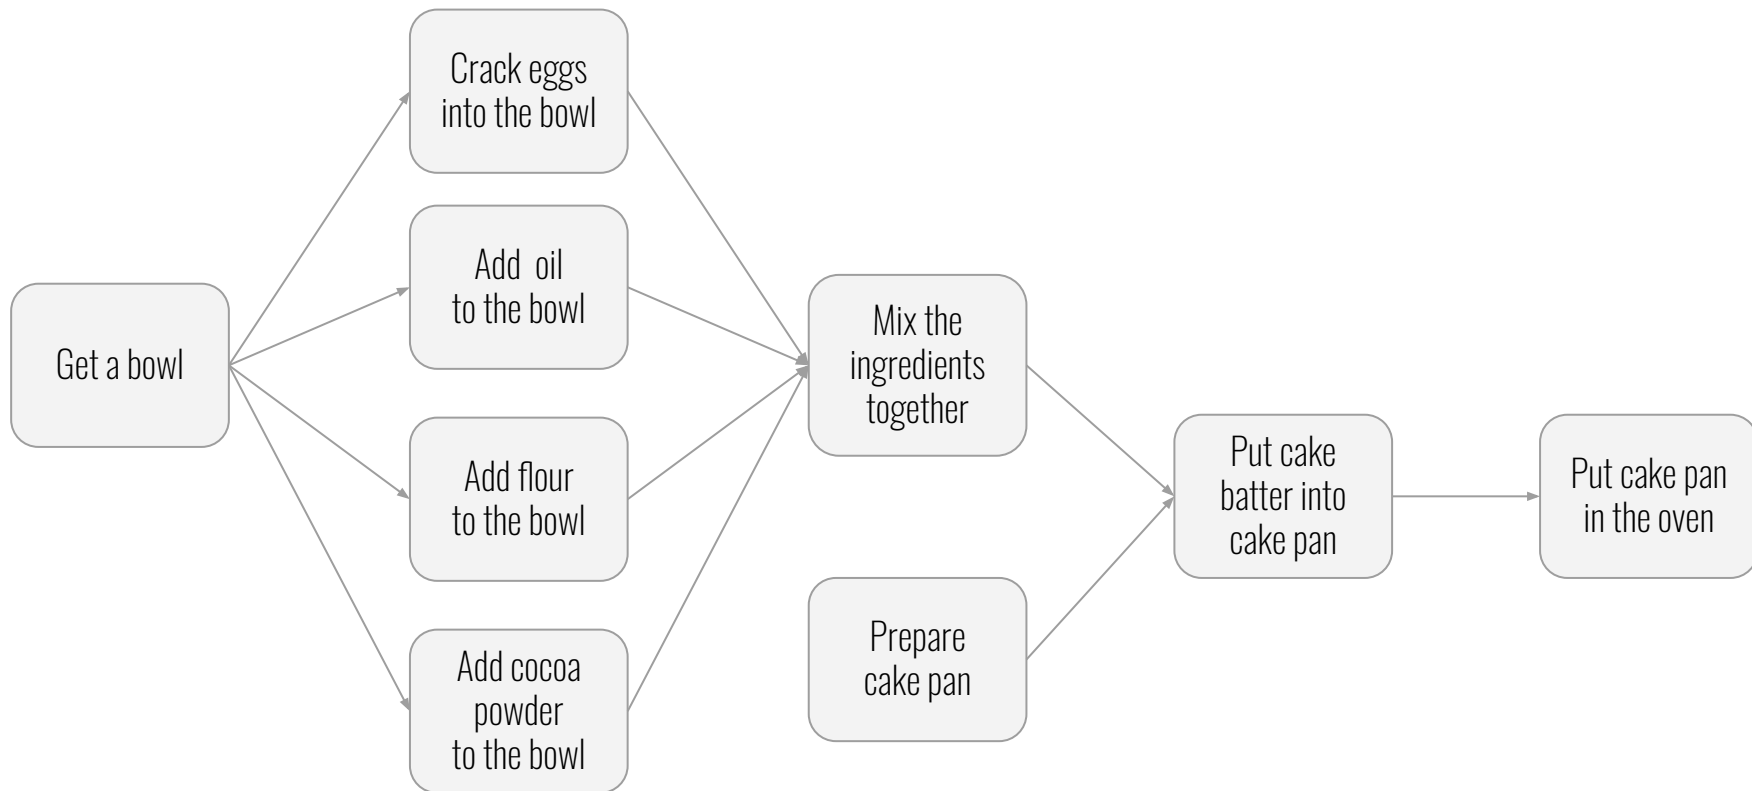 Get a bowl
Crack eggs
into the bowl
Add  oil
to the bowl
Add flour
to the bowl
Add cocoa
powder
to the bowl
Mix the
ingredients
together
Prepare
cake pan
Put cake
batter into
cake pan
Put cake pan
in the oven